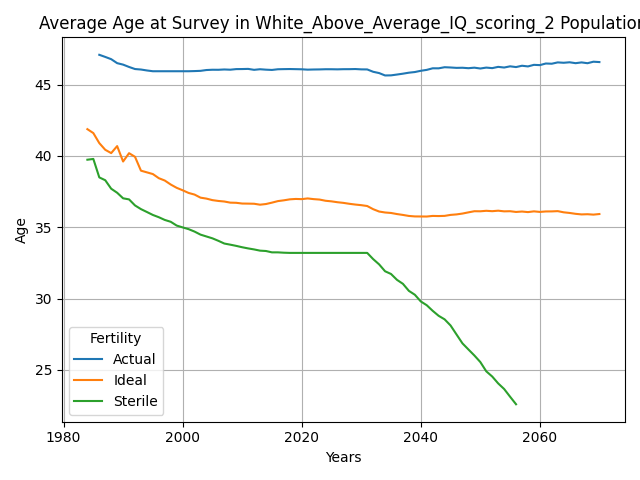 Average Age at Survey in White_Above_Average_IQ_scoring_2 Population
Age
45
40
35
30
25
Fertility
Actual
Ideal
Sterile
1980
2000
2020
2040
2060
Years